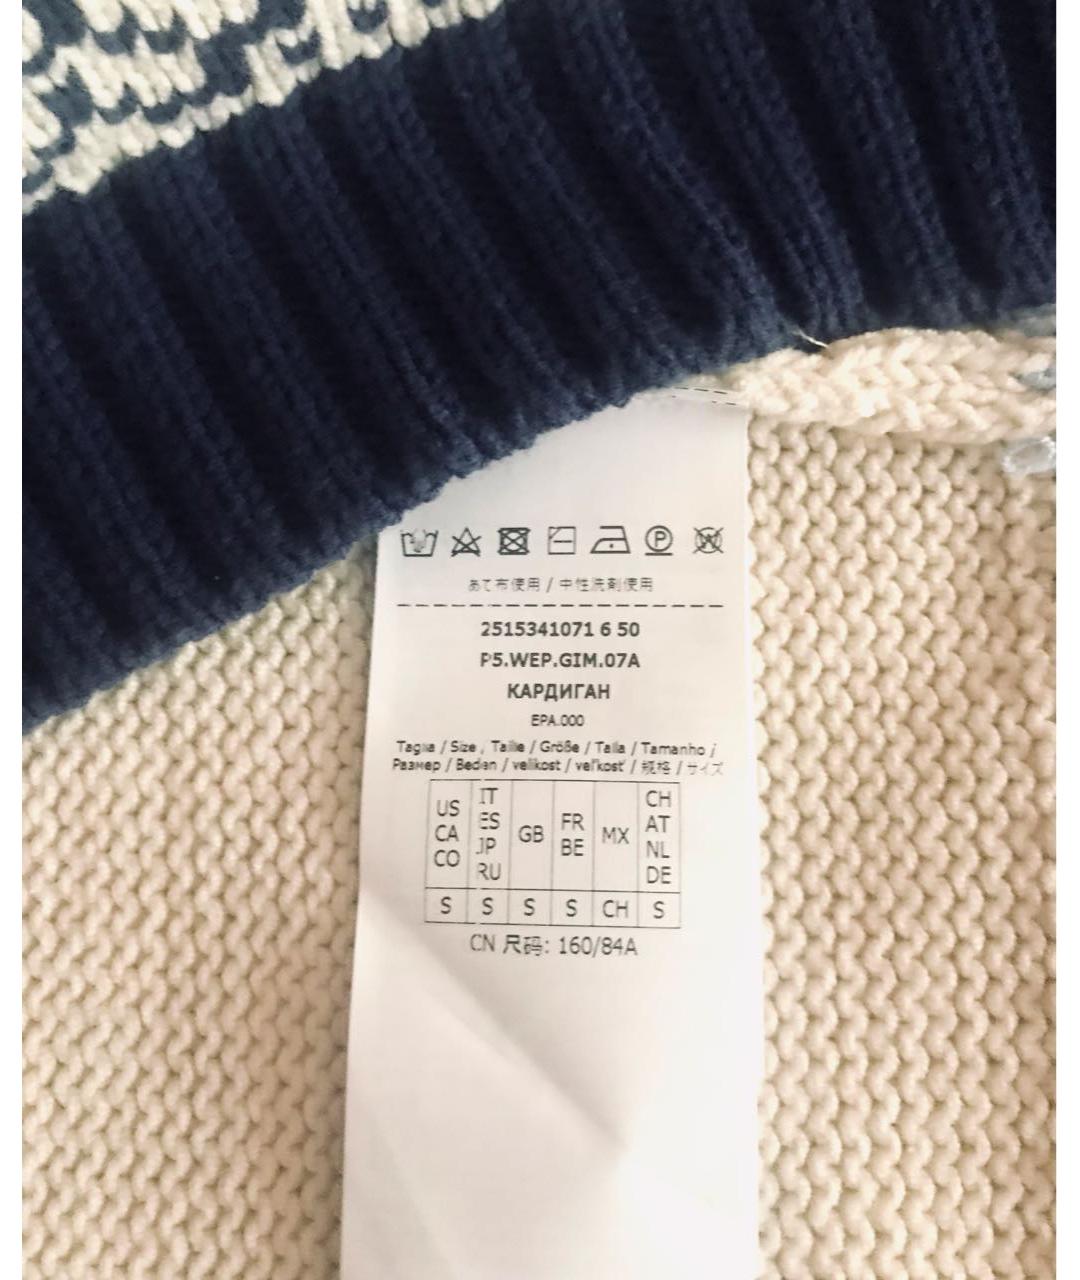 P
W
あて布使用 / 中性洗剤使用
2515341071 6 50
P5.WEP.GIM.07A
КАРДИГАН
EPA.000
Taglia / Size / Taille / Größe / Talla / Tamanho /
Размер / Beden / velikost / veľkosť / 规格 / サイズ
US CA CO
IT ES JP RU
GB
FR BE
MX
CH AT NL DE
S S S S CH S
CN 尺码: 160/84A